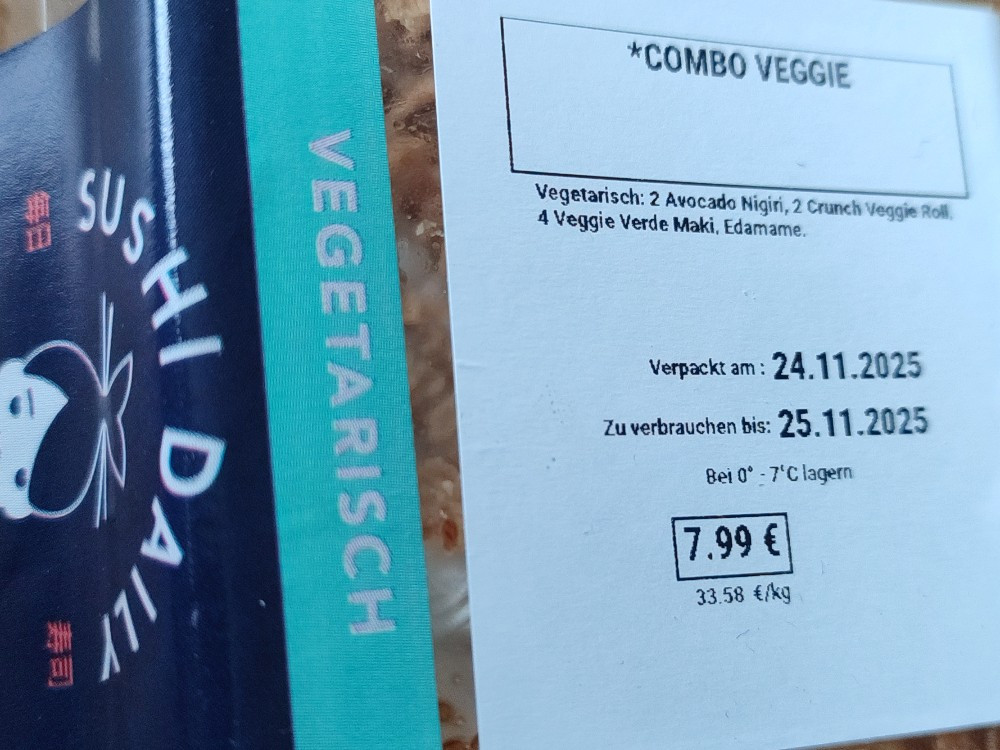 毎日
SUSHI DAILY
寿司
VEGETARISCH
*COMBO VEGGIE
Vegetarisch: 2 Avocado Nigiri, 2 Crunch Veggie Roll,
4 Veggie Verde Maki, Edamame.
Verpackt am : 24.11.2025
Zu verbrauchen bis: 25.11.2025
Bei 0° - 7°C lagern
7.99 €
33.58 €/kg